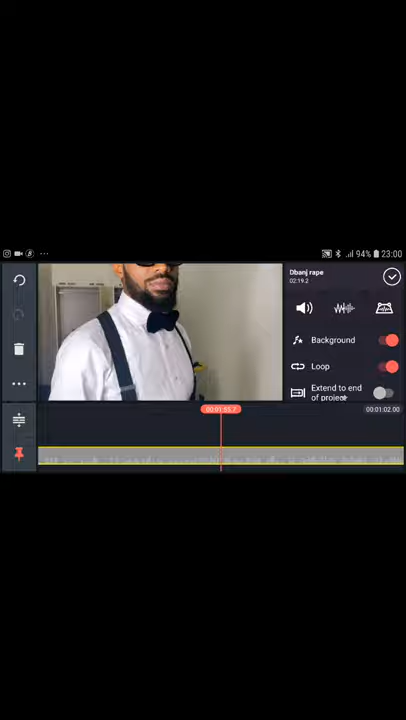 94% 23:00
Dbanj rape
02:19.2
Background
Loop
Extend to end
of project
00:01:55.7
00:01:02.00